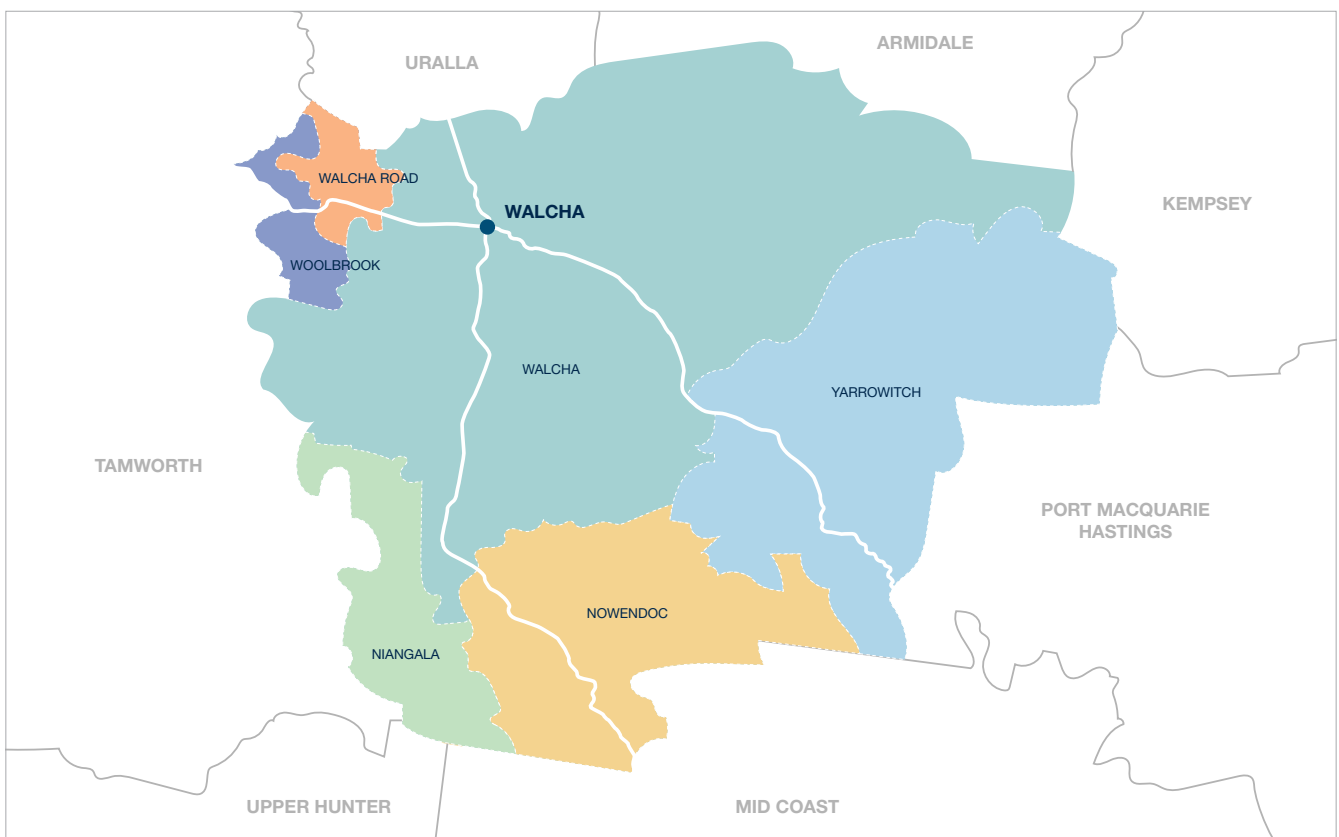 ARMIDALE
URALLA
WALCHA ROAD
KEMPSEY
WALCHA
WOOLBROOK
WALCHA
YARROWITCH
TAMWORTH
PORT MACQUARIE
HASTINGS
NOWENDOC
NIANGALA
UPPER HUNTER
MID COAST